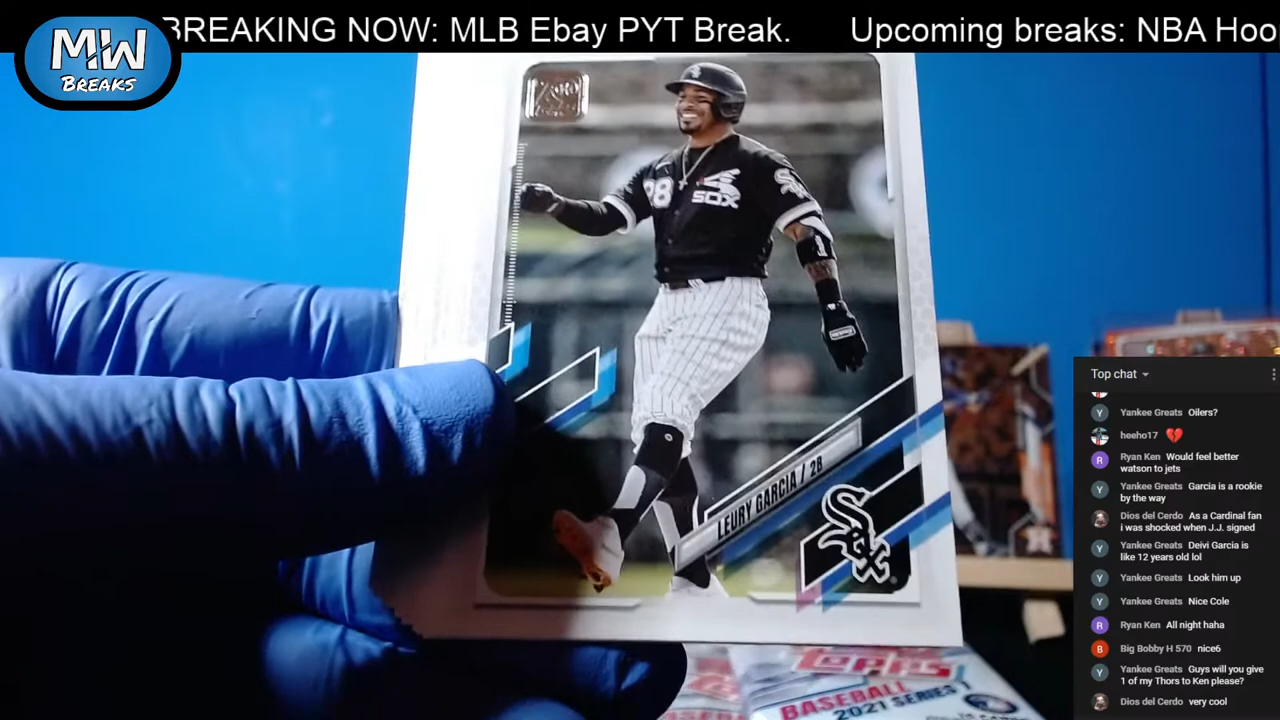 BREAKING NOW: MLB Ebay PYT Break. Upcoming breaks: NBA Hoo
MW
BREAKS
28
SOX
LEURY GARCIA / 28
Sox
Top chat
Yankee Greats Oilers?
heeho17 💔
Ryan Ken Would feel better
watson to jets
Yankee Greats Garcia is a rookie
by the way
Dios del Cerdo As a Cardinal fan
i was shocked when J.J. signed
Yankee Greats Deivi Garcia is
like 12 years old lol
Yankee Greats Look him up
Yankee Greats Nice Cole
Ryan Ken All night haha
Big Bobby H 570 nice6
Yankee Greats Guys will you give
1 of my Thors to Ken please?
Dios del Cerdo very cool
Topps
BASEBALL
2021 SERIES